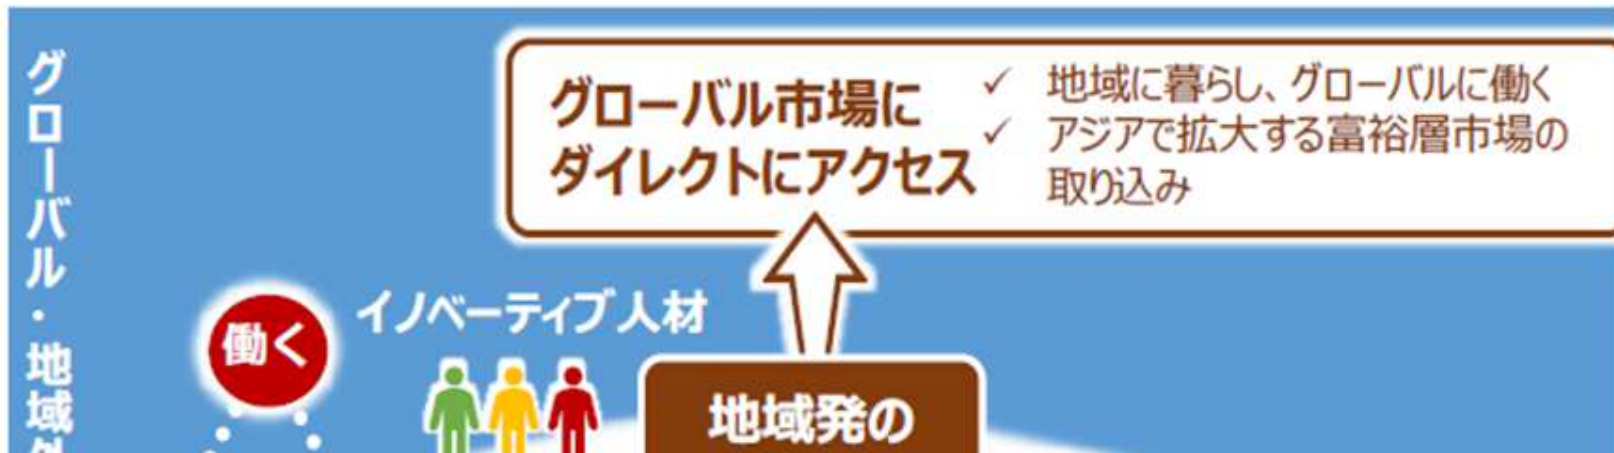 グローバル・地域外
グローバル市場に
ダイレクトにアクセス
✓ 地域に暮らし、グローバルに働く
✓ アジアで拡大する富裕層市場の
取り込み
働く
イノベーティブ人材
地域発の